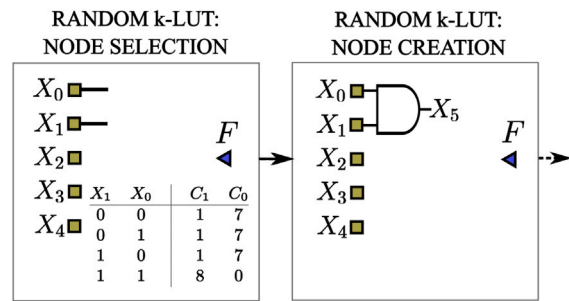 RANDOM k-LUT:
NODE SELECTION
X₀
X₁
X₂
X₃
X₄
F
X₁ X₀ C₁ C₀
0 0 1 7
0 1 1 7
1 0 1 7
1 1 8 0
RANDOM k-LUT:
NODE CREATION
X₀
X₁
X₂
X₃
X₄
X₅
F